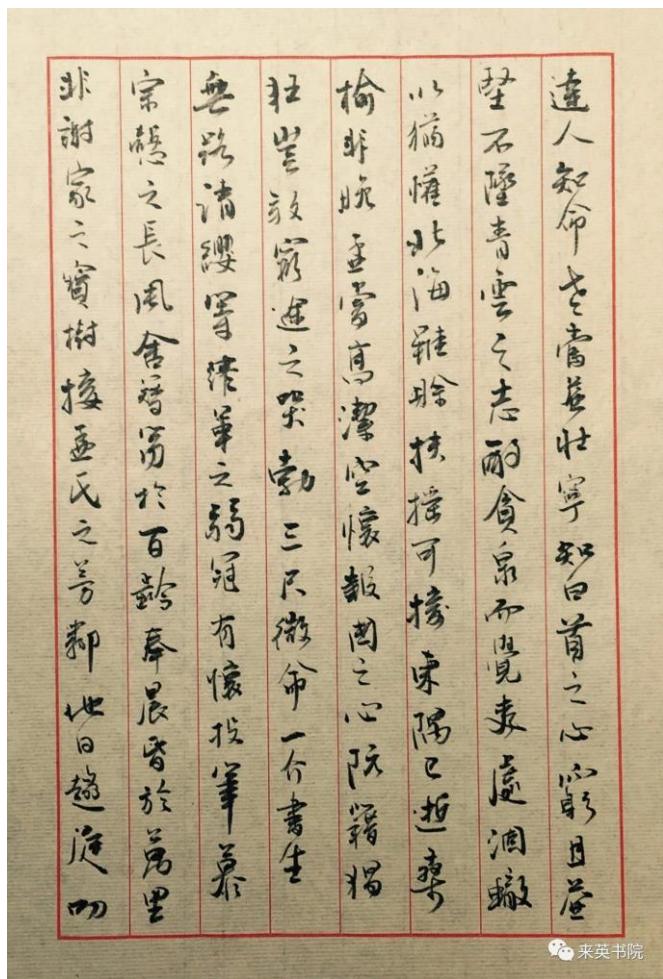 達人知命老當益壯寧知白首之心窮且益
堅不墜青雲之志酌貪泉而覺爽處涸轍
以猶懽北海雖賒扶搖可接東隅已逝桑
榆非晚孟嘗高潔空懷報國之心阮籍猖
狂豈效窮途之哭勃三尺微命一介書生
無路請纓等終軍之弱冠有懷投筆慕
宗愨之長風舍簪笏於百齡奉晨昏於萬里
非謝家之寶樹接孟氏之芳鄰他日趨庭叨
来英书院